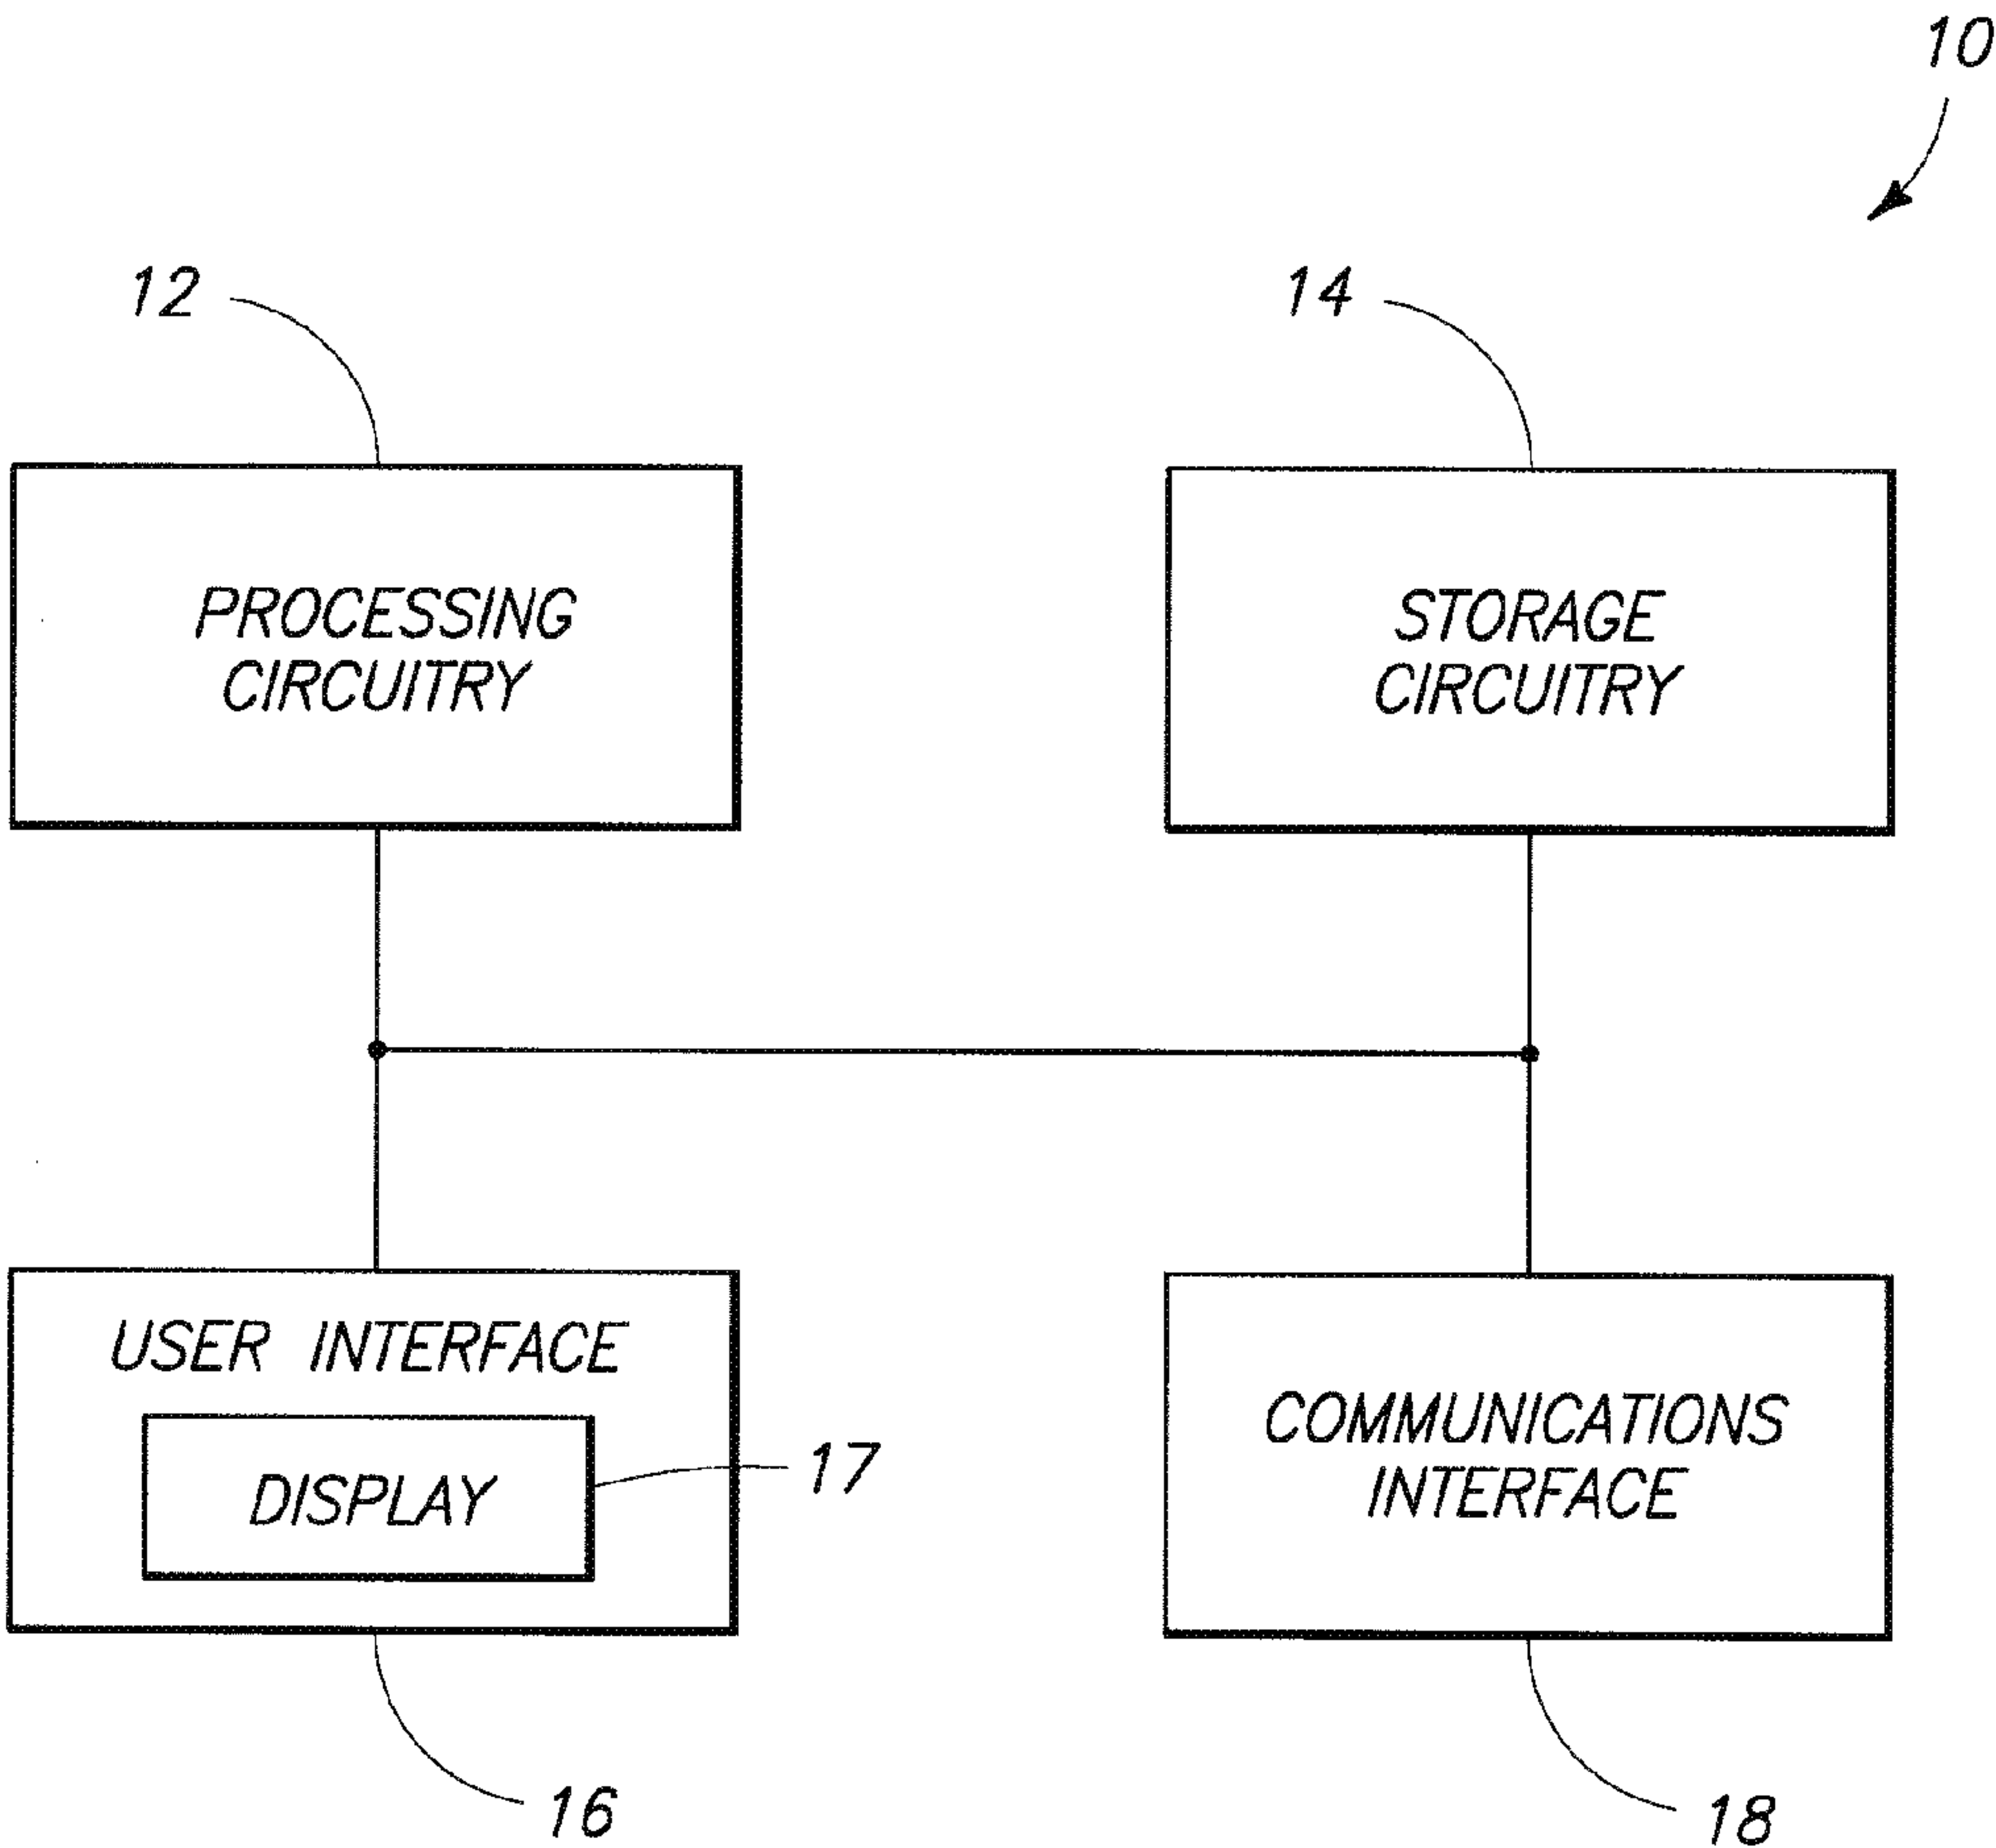 10
12
14
PROCESSING
CIRCUITRY
STORAGE
CIRCUITRY
USER INTERFACE
DISPLAY
17
COMMUNICATIONS
INTERFACE
16
18